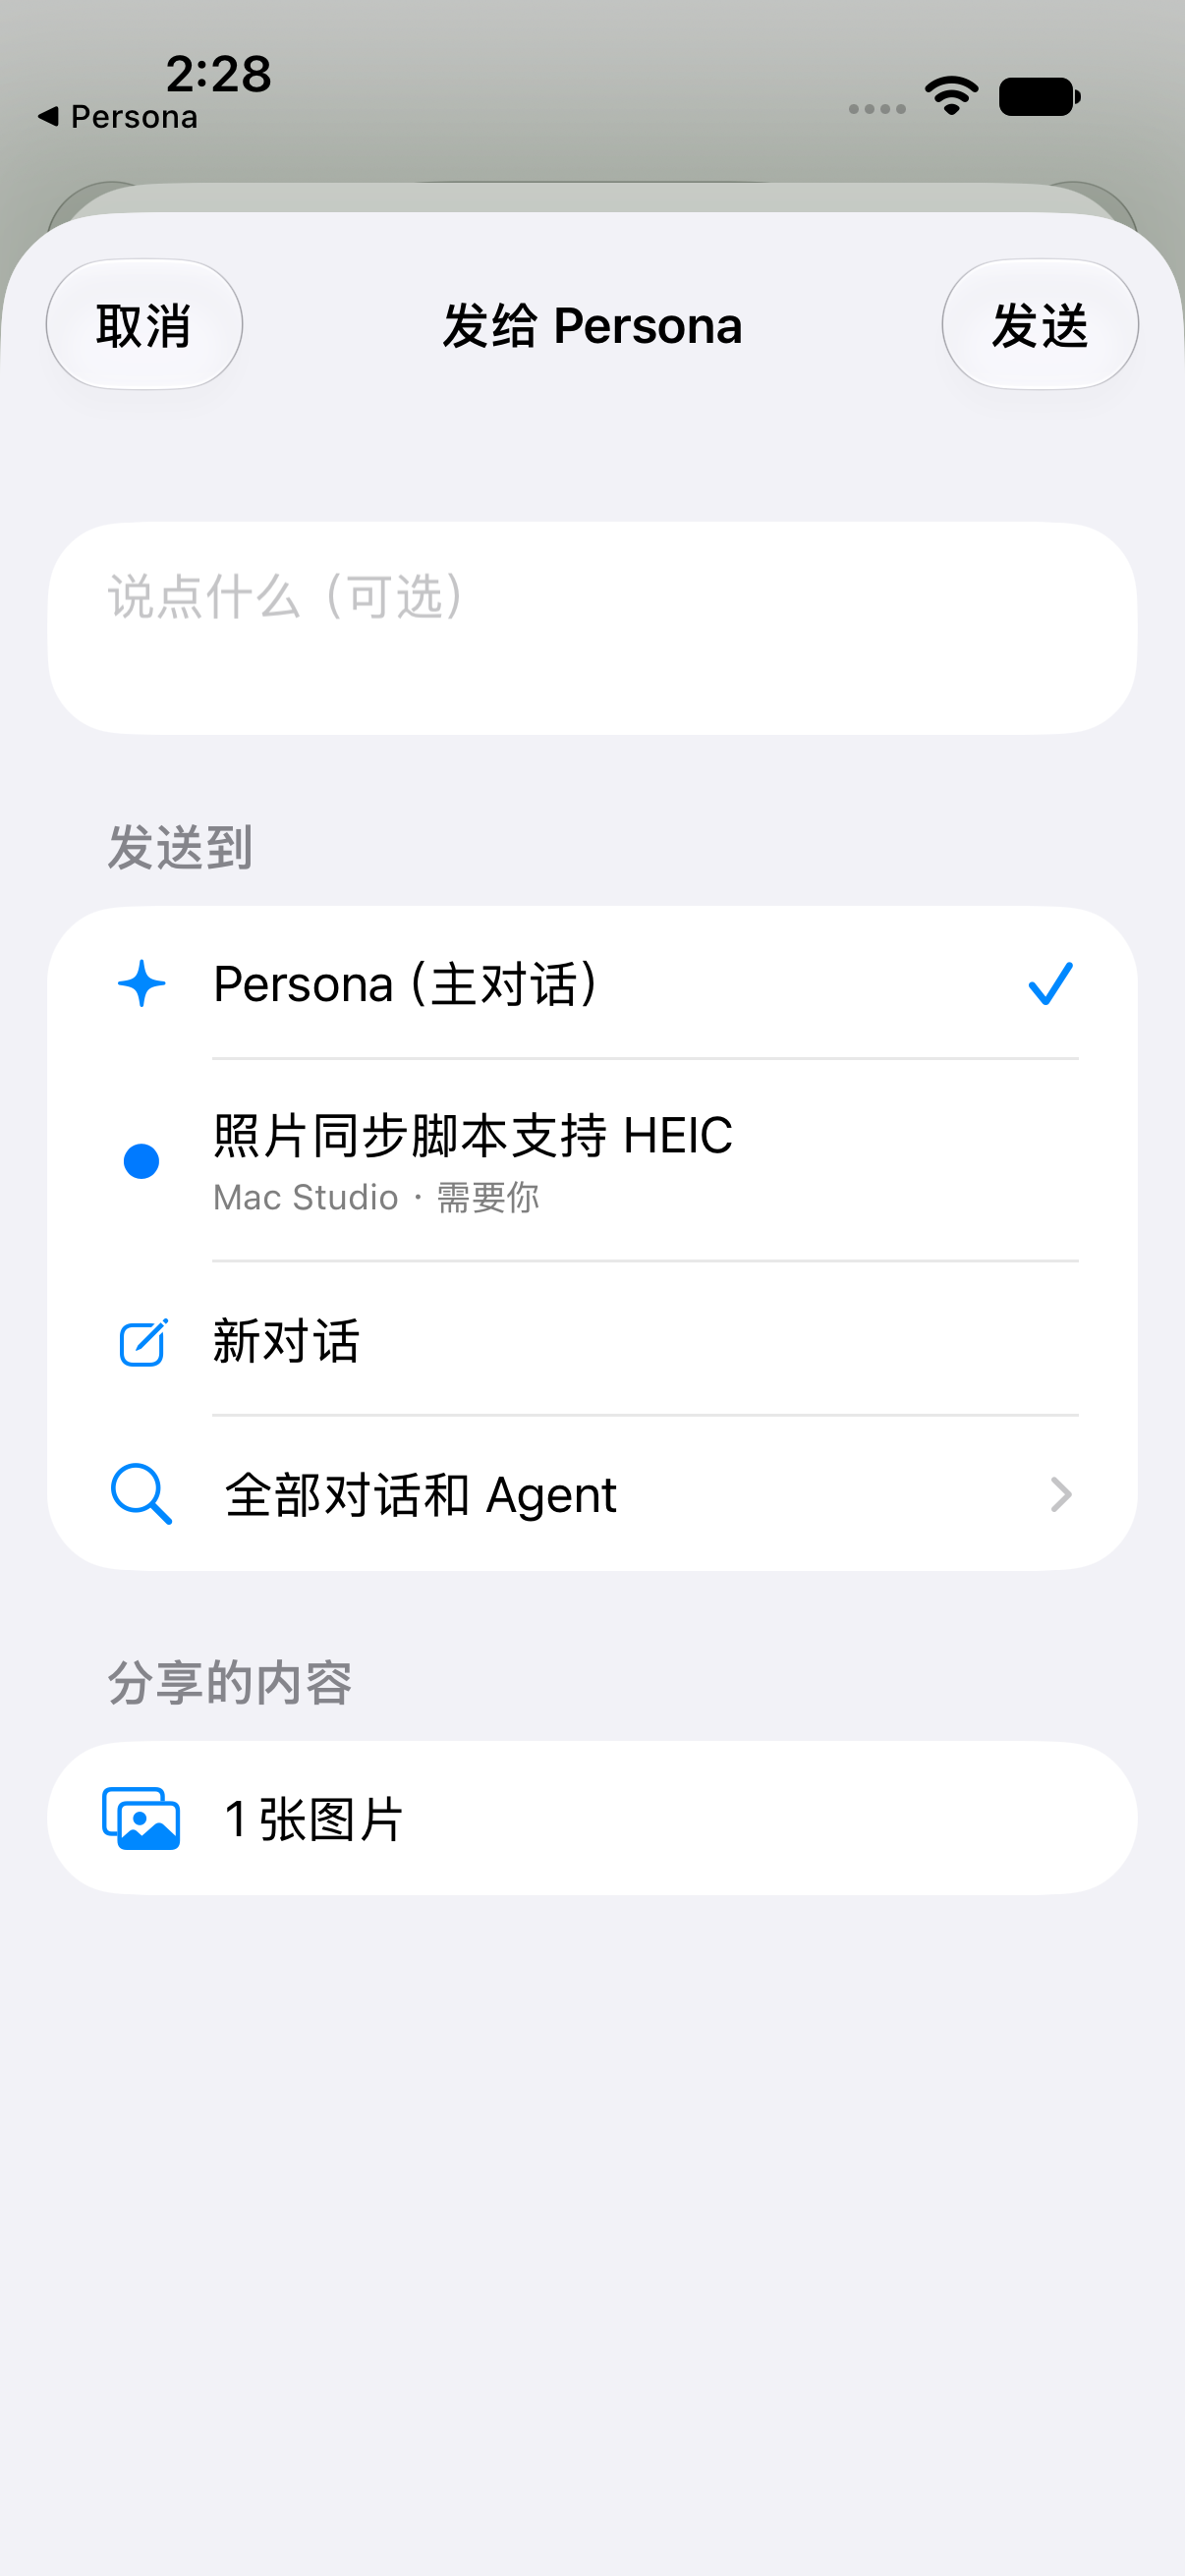 2:28
Persona
取消
发给 Persona
发送
说点什么（可选）
发送到
Persona（主对话）
照片同步脚本支持 HEIC
Mac Studio · 需要你
新对话
全部对话和 Agent
分享的内容
1 张图片